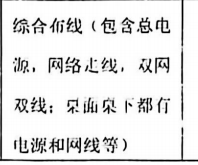 综合布线（包含总电
源，网络走线，双网
双线；桌面桌下都有
电源和网线等）